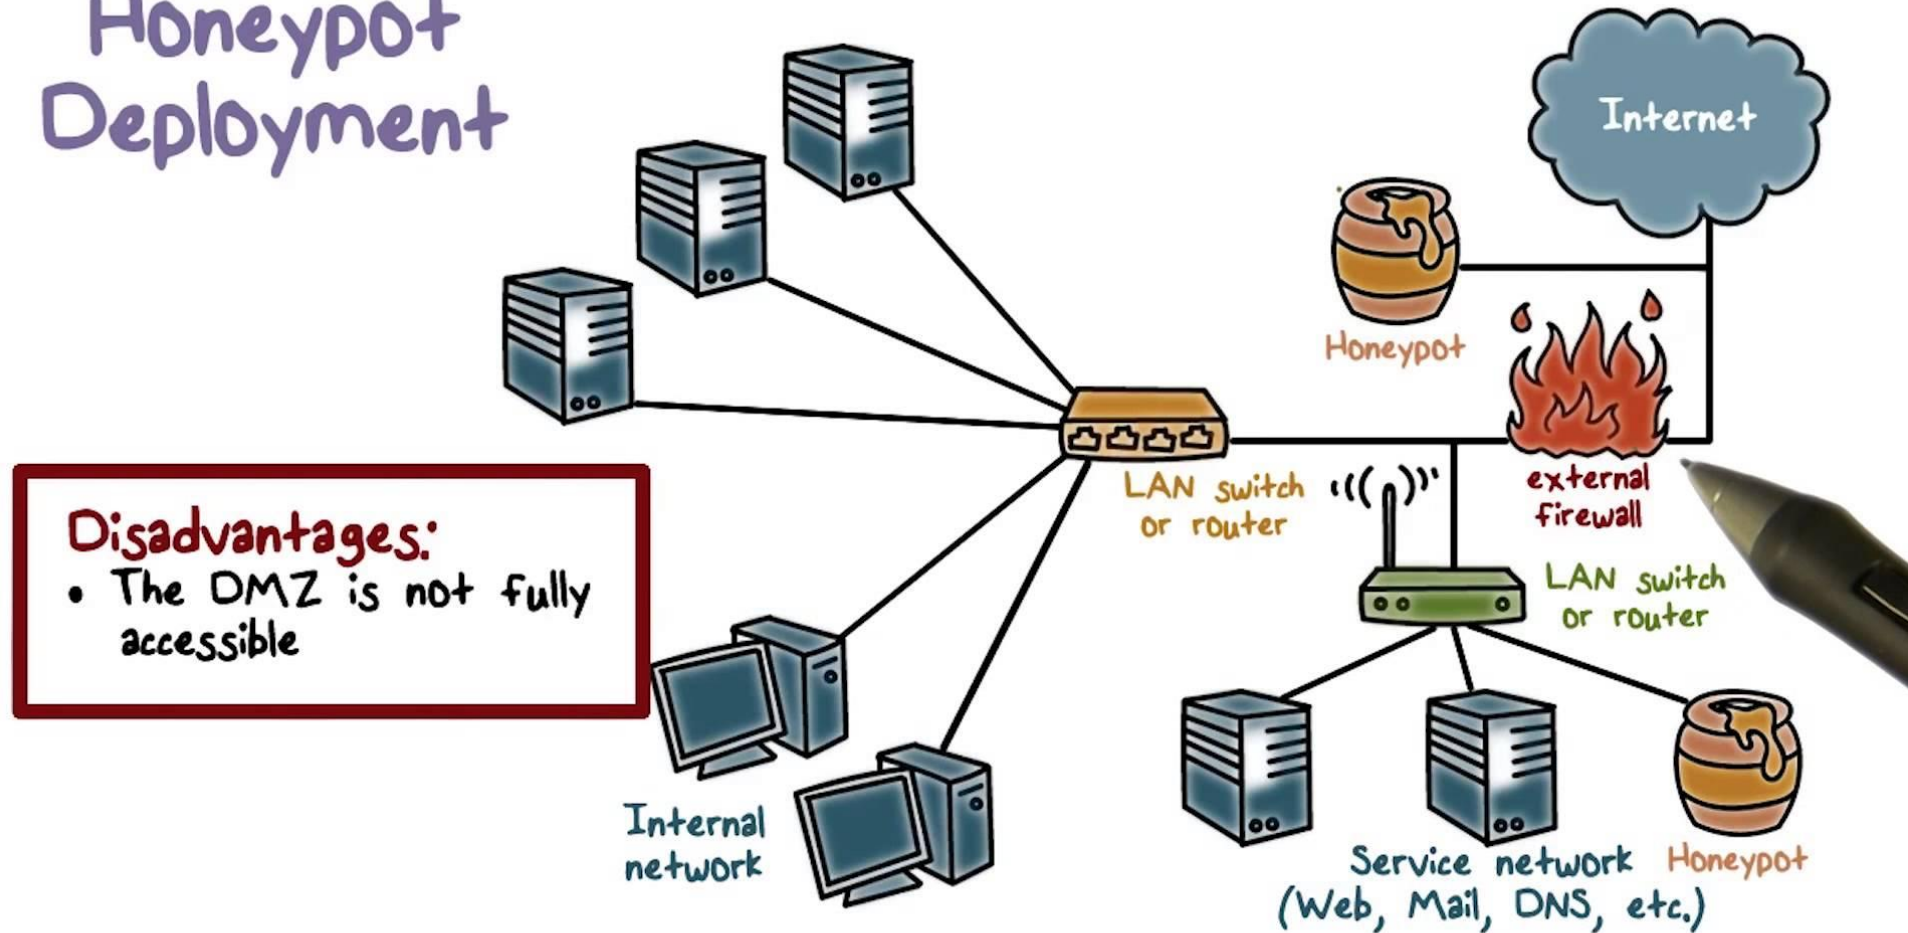 Honeypot
Deployment
Internet
Honeypot
external
firewall
LAN switch
or router
LAN switch
or router
Disadvantages:
• The DMZ is not fully
accessible
Internal
network
Service network
(Web, Mail, DNS, etc.)
Honeypot